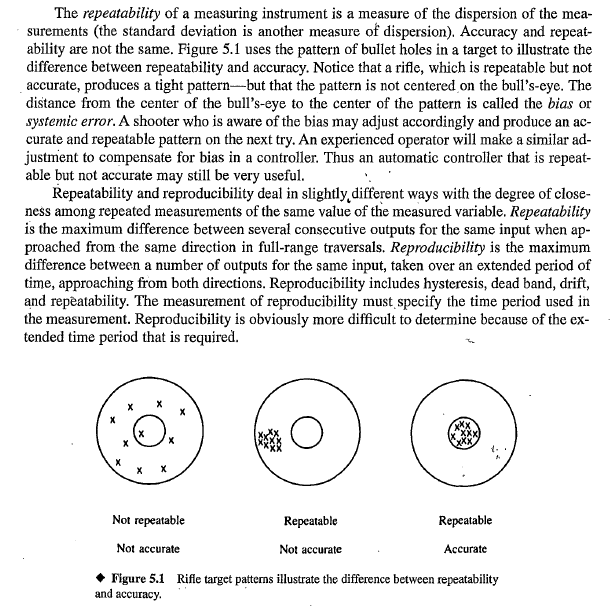 The repeatability of a measuring instrument is a measure of the dispersion of the mea-
surements (the standard deviation is another measure of dispersion). Accuracy and repeat-
ability are not the same. Figure 5.1 uses the pattern of bullet holes in a target to illustrate the
difference between repeatability and accuracy. Notice that a rifle, which is repeatable but not
accurate, produces a tight pattern—but that the pattern is not centered on the bull's-eye. The
distance from the center of the bull's-eye to the center of the pattern is called the bias or
systemic error. A shooter who is aware of the bias may adjust accordingly and produce an ac-
curate and repeatable pattern on the next try. An experienced operator will make a similar ad-
justment to compensate for bias in a controller. Thus an automatic controller that is repeat-
able but not accurate may still be very useful.
Repeatability and reproducibility deal in slightly different ways with the degree of close-
ness among repeated measurements of the same value of the measured variable. Repeatability
is the maximum difference between several consecutive outputs for the same input when ap-
proached from the same direction in full-range traversals. Reproducibility is the maximum
difference between a number of outputs for the same input, taken over an extended period of
time, approaching from both directions. Reproducibility includes hysteresis, dead band, drift,
and repeatability. The measurement of reproducibility must specify the time period used in
the measurement. Reproducibility is obviously more difficult to determine because of the ex-
tended time period that is required.
Not repeatable Repeatable Repeatable
Not accurate Not accurate Accurate
◆ Figure 5.1 Rifle target patterns illustrate the difference between repeatability
and accuracy.